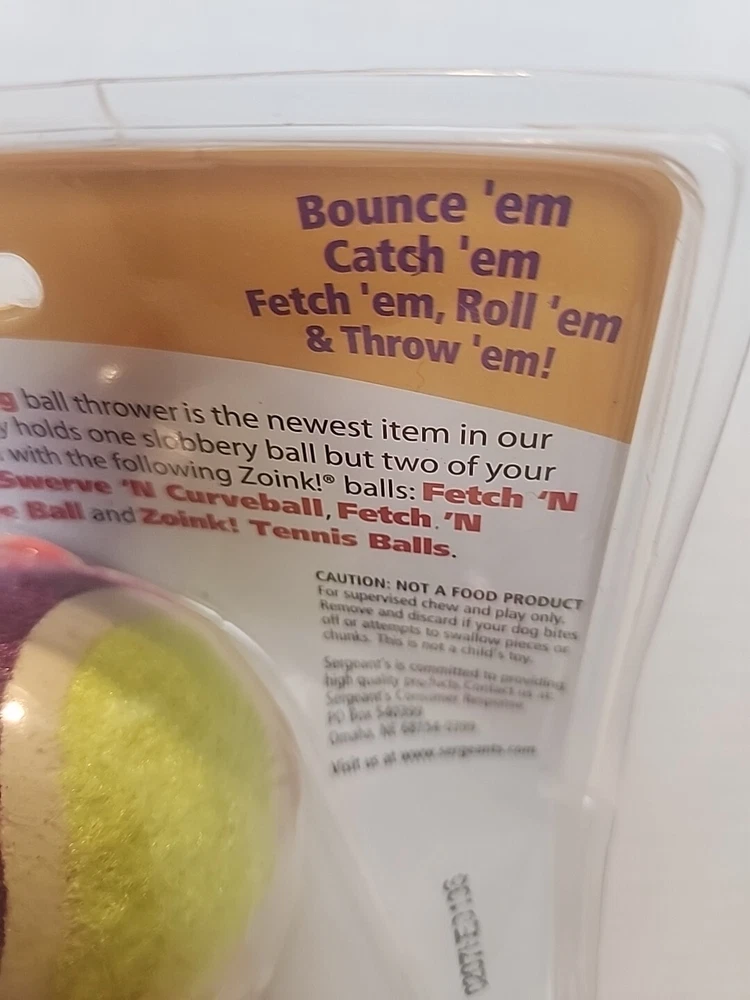 Bounce 'em
Catch 'em
Fetch 'em, Roll 'em
& Throw 'em!
g ball thrower is the newest item in our
y holds one slobbery ball but two of your
with the following Zoink!® balls: Fetch 'N
Swerve 'N Curveball, Fetch 'N
e Ball and Zoink! Tennis Balls.
CAUTION: NOT A FOOD PRODUCT
For supervised chew and play only.
Remove and discard if your dog bites
off or attempts to swallow pieces or
chunks. This is not a child's toy.
Sergeant's is committed to providing
high quality products. Contact us at:
Sergeant's Consumer Response
PO Box
Omaha, NE
Visit us at www.sergeants.com